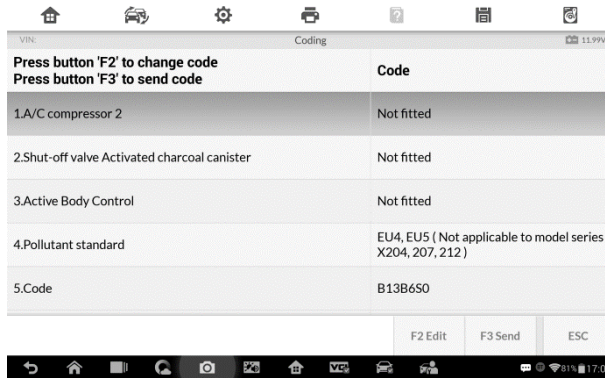 VIN:
Coding
11.99V
Press button 'F2' to change code
Press button 'F3' to send code
Code
1.A/C compressor 2
Not fitted
2.Shut-off valve Activated charcoal canister
Not fitted
3.Active Body Control
Not fitted
4.Pollutant standard
EU4, EU5 ( Not applicable to model series
X204, 207, 212 )
5.Code
B13B6S0
F2 Edit
F3 Send
ESC
81%
17:0